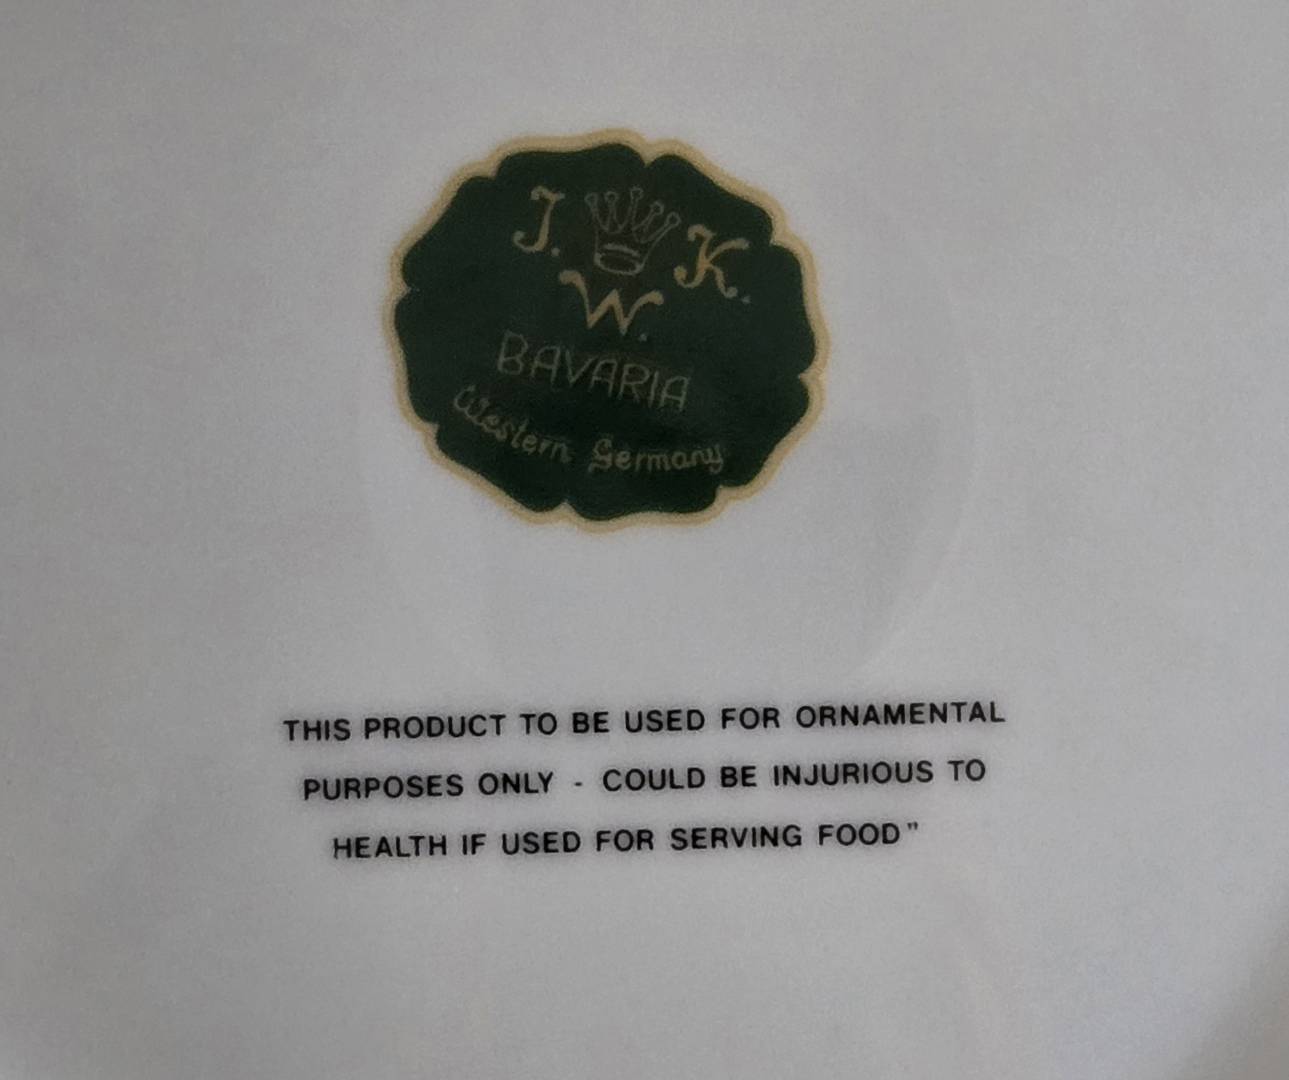 J. K.
W.
BAVARIA
Western Germany
THIS PRODUCT TO BE USED FOR ORNAMENTAL
PURPOSES ONLY - COULD BE INJURIOUS TO
HEALTH IF USED FOR SERVING FOOD"